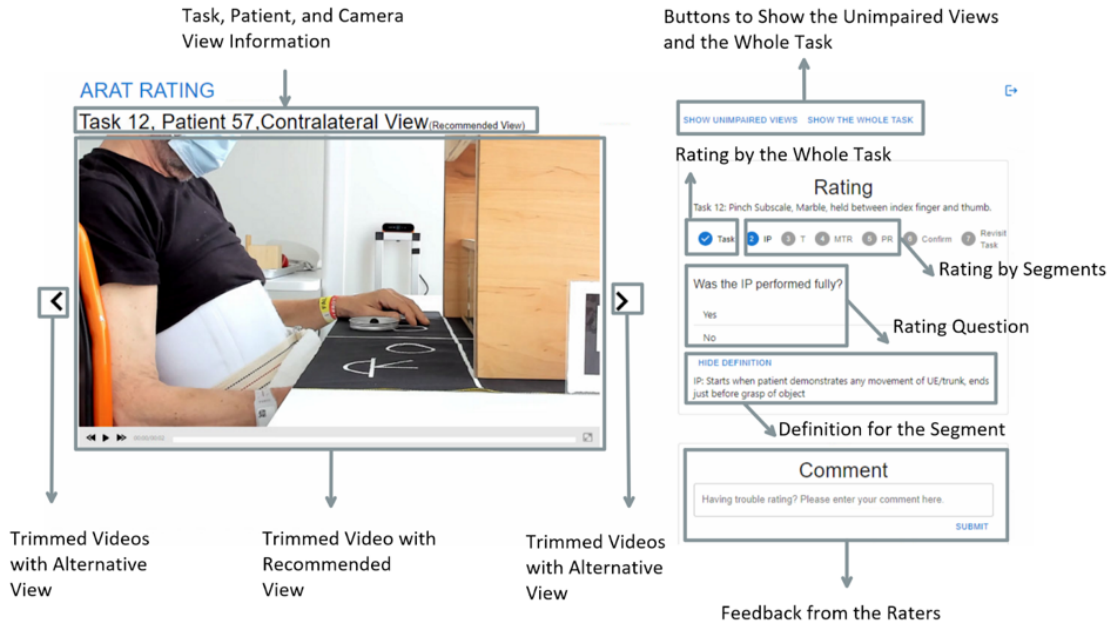 Task, Patient, and Camera
View Information
Buttons to Show the Unimpaired Views
and the Whole Task
ARAT RATING
Task 12, Patient 57,Contralateral View(Recommended View)
SHOW UNIMPAIRED VIEWS SHOW THE WHOLE TASK
Rating by the Whole Task
Rating
Task 12: Pinch Subscale, Marble, held between index finger and thumb.
Task 2 IP 3 T 4 MTR 5 PR 6 Confirm 7 Revisit
Task
Rating by Segments
Was the IP performed fully?
Yes
No
Rating Question
HIDE DEFINITION
IP: Starts when patient demonstrates any movement of UE/trunk, ends
just before grasp of object
Definition for the Segment
Comment
Having trouble rating? Please enter your comment here.
SUBMIT
Trimmed Videos
with Alternative
View
Trimmed Video with
Recommended
View
Trimmed Videos
with Alternative
View
Feedback from the Raters